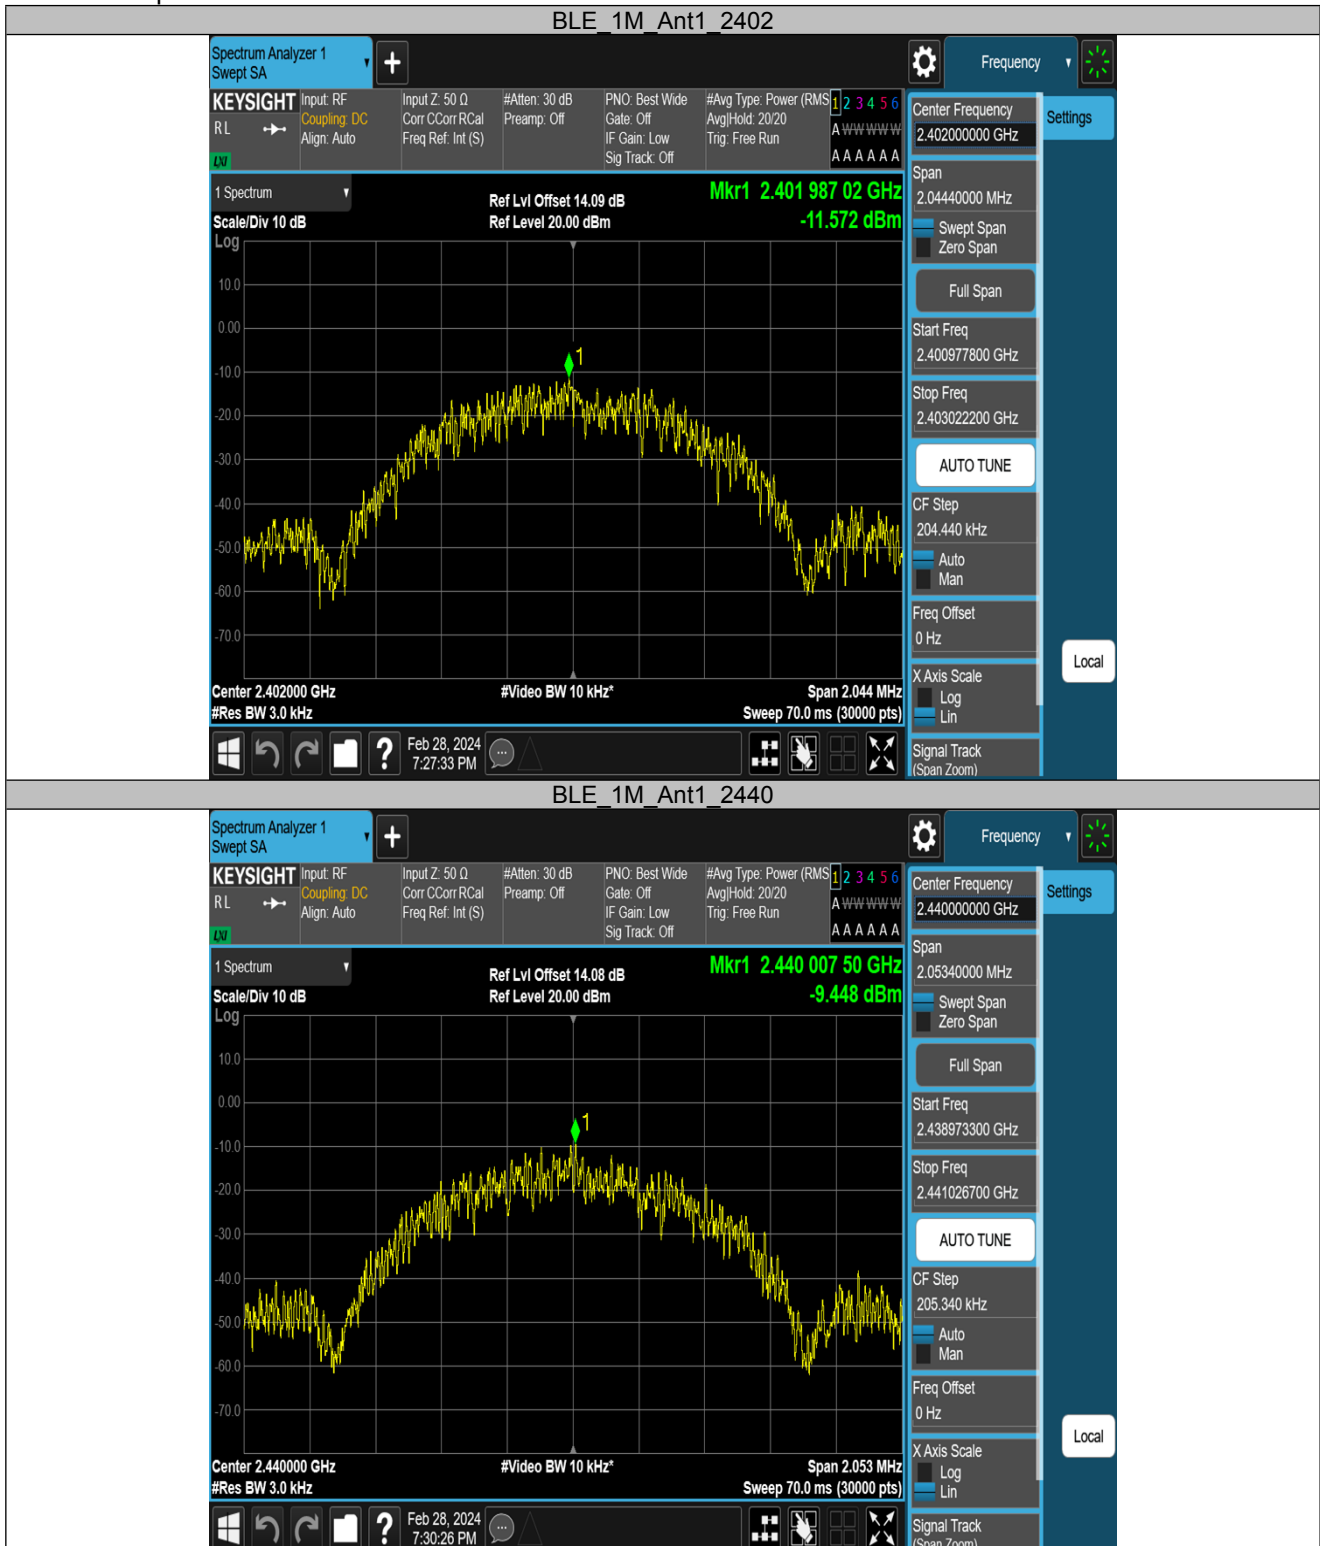 BLE_1M_Ant1_2402
Spectrum Analyzer 1
Swept SA
Frequency
KEYSIGHT
RL
LXI
Input: RF
Coupling: DC
Align: Auto
Input Z: 50 Ω
Corr CCorr RCal
Freq Ref: Int (S)
#Atten: 30 dB
Preamp: Off
PNO: Best Wide
Gate: Off
IF Gain: Low
Sig Track: Off
#Avg Type: Power (RMS
Avg|Hold: 20/20
Trig: Free Run
1 2 3 4 5 6
A W W W W W
A A A A A A
1 Spectrum
Scale/Div 10 dB
Ref Lvl Offset 14.09 dB
Ref Level 20.00 dBm
Mkr1 2.401 987 02 GHz
-11.572 dBm
Log
10.0
0.00
1
-10.0
-20.0
-30.0
-40.0
-50.0
-60.0
-70.0
Center 2.402000 GHz
#Res BW 3.0 kHz
#Video BW 10 kHz*
Span 2.044 MHz
Sweep 70.0 ms (30000 pts)
Feb 28, 2024
7:27:33 PM
Center Frequency
2.402000000 GHz
Settings
Span
2.04440000 MHz
Swept Span
Zero Span
Full Span
Start Freq
2.400977800 GHz
Stop Freq
2.403022200 GHz
AUTO TUNE
CF Step
204.440 kHz
Auto
Man
Freq Offset
0 Hz
Local
X Axis Scale
Log
Lin
Signal Track
(Span Zoom)
BLE_1M_Ant1_2440
Spectrum Analyzer 1
Swept SA
Frequency
KEYSIGHT
RL
LXI
Input: RF
Coupling: DC
Align: Auto
Input Z: 50 Ω
Corr CCorr RCal
Freq Ref: Int (S)
#Atten: 30 dB
Preamp: Off
PNO: Best Wide
Gate: Off
IF Gain: Low
Sig Track: Off
#Avg Type: Power (RMS
Avg|Hold: 20/20
Trig: Free Run
1 2 3 4 5 6
A W W W W W
A A A A A A
1 Spectrum
Scale/Div 10 dB
Ref Lvl Offset 14.08 dB
Ref Level 20.00 dBm
Mkr1 2.440 007 50 GHz
-9.448 dBm
Log
10.0
0.00
1
-10.0
-20.0
-30.0
-40.0
-50.0
-60.0
-70.0
Center 2.440000 GHz
#Res BW 3.0 kHz
#Video BW 10 kHz*
Span 2.053 MHz
Sweep 70.0 ms (30000 pts)
Feb 28, 2024
7:30:26 PM
Center Frequency
2.440000000 GHz
Settings
Span
2.05340000 MHz
Swept Span
Zero Span
Full Span
Start Freq
2.438973300 GHz
Stop Freq
2.441026700 GHz
AUTO TUNE
CF Step
205.340 kHz
Auto
Man
Freq Offset
0 Hz
Local
X Axis Scale
Log
Lin
Signal Track
(Span Zoom)